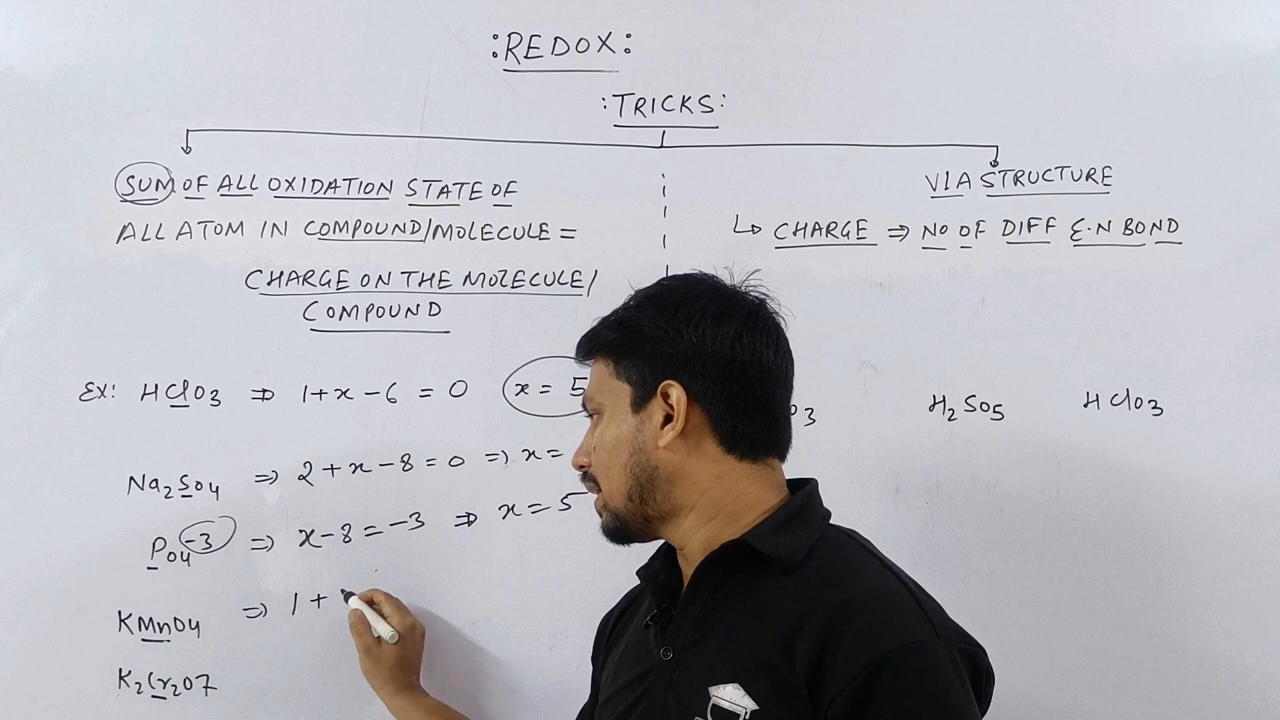 :REDOX:
:TRICKS:
SUM OF ALL OXIDATION STATE OF
ALL ATOM IN COMPOUND/MOLECULE =
CHARGE ON THE MOLECULE/
COMPOUND
VIA STRUCTURE
↳ CHARGE ⇒ NO OF DIFF E.N BOND
EX: HClO3 ⇒ 1+x-6 = 0 x = 5
Na2SO4 ⇒ 2+x-8=0 ⇒ x=
PO4-3 ⇒ x-8=-3 ⇒ x=5
KMnO4 ⇒ 1+
K2Cr2O7
O3 H2SO5 HClO3